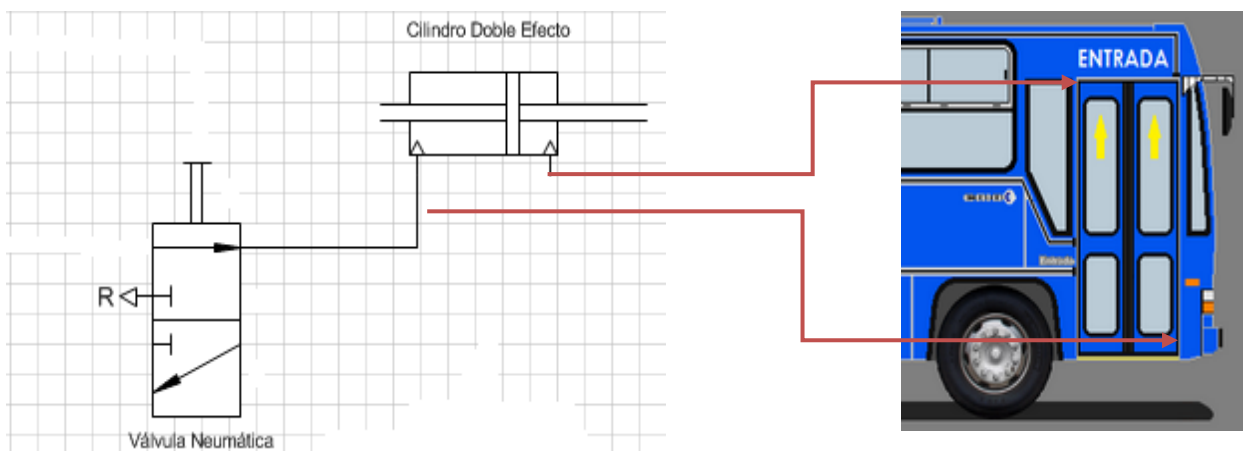 Cilindro Doble Efecto
ENTRADA
Entrada
R
Válvula Neumática